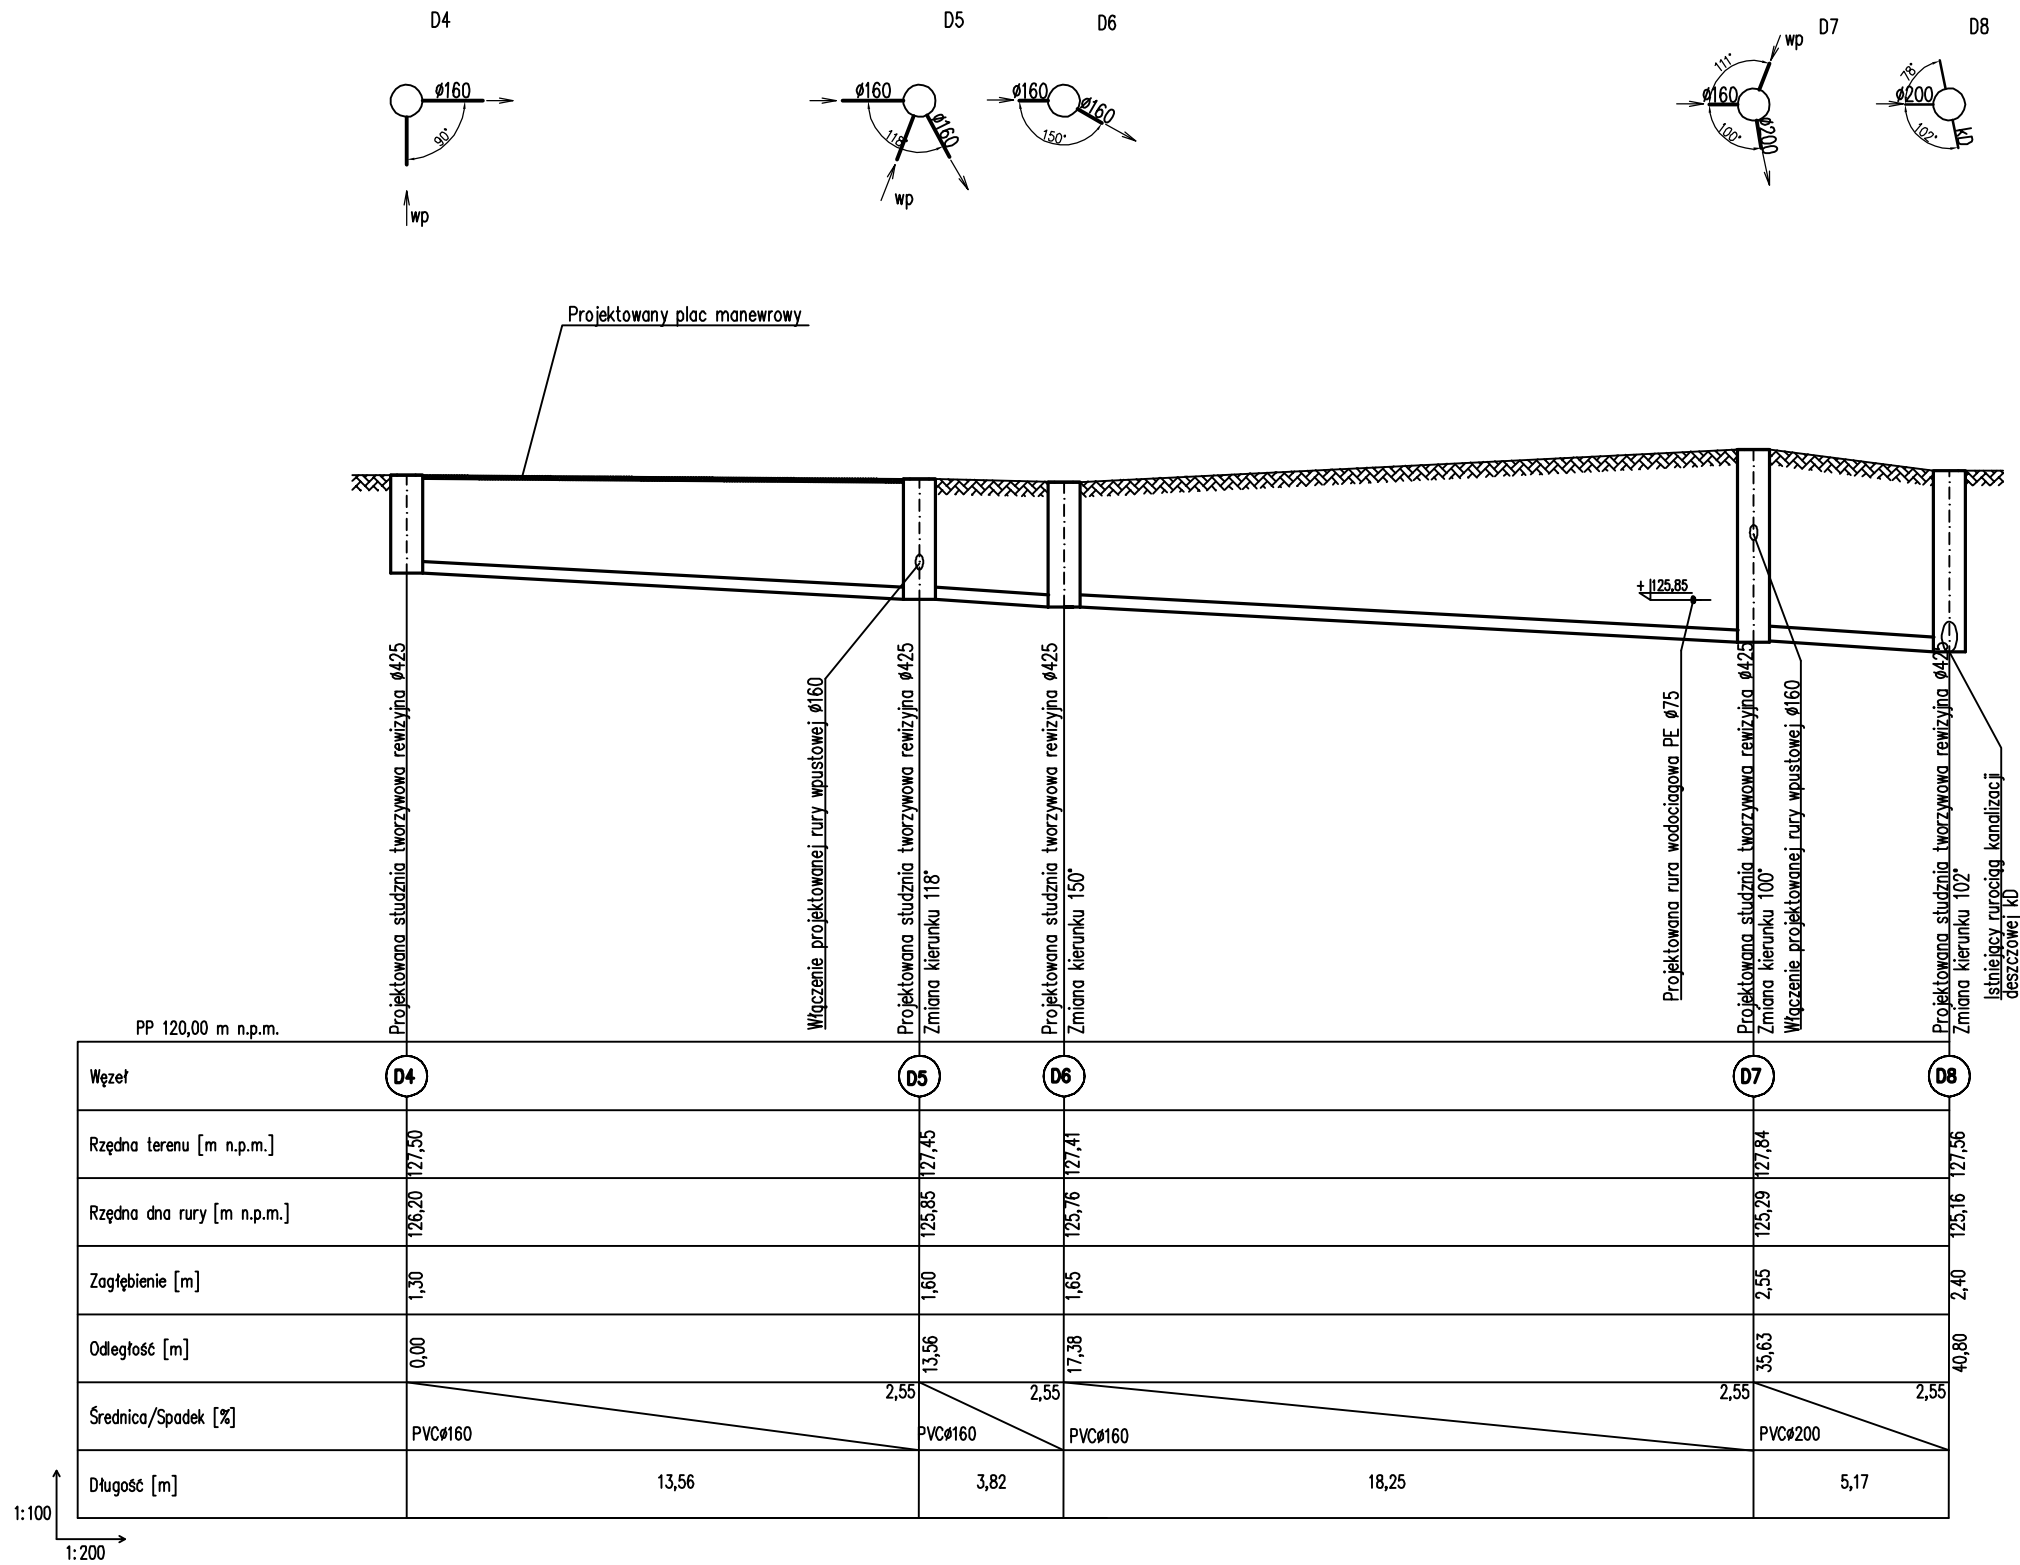 D4
D5
D6
D7
D8
ø160
90°
wp
ø160
118°
ø160
wp
ø160
ø160
150°
wp
111°
ø160
100°
ø200
78°
ø200
102°
kD
Projektowany plac manewrowy
+ 125,85
Projektowana studznia tworzywowa rewizyjna ø425
Włączenie projektowanej rury wpustowej ø160
Projektowana studznia tworzywowa rewizyjna ø425
Zmiana kierunku 118°
Projektowana studznia tworzywowa rewizyjna ø425
Zmiana kierunku 150°
Projektowana rura wodociągowa PE ø75
Projektowana studznia tworzywowa rewizyjna ø425
Zmiana kierunku 100°
Włączenie projektowanej rury wpustowej ø160
Projektowana studznia tworzywowa rewizyjna ø425
Zmiana kierunku 102°
Istniejący rurociąg kanalizacji
deszczowej kD
PP 120,00 m n.p.m.
Węzeł D4 D5 D6 D7 D8
Rzędna terenu [m n.p.m.] 127,50 127,45 127,41 127,84 127,56
Rzędna dna rury [m n.p.m.] 126,20 125,85 125,76 125,29 125,16
Zagłębienie [m] 1,30 1,60 1,65 2,55 2,40
Odległość [m] 0,00 13,56 17,38 35,63 40,80
Średnica/Spadek [%] PVCø160 2,55 PVCø160 2,55 PVCø160 2,55 PVCø200 2,55
Długość [m] 13,56 3,82 18,25 5,17
1:100
1:200